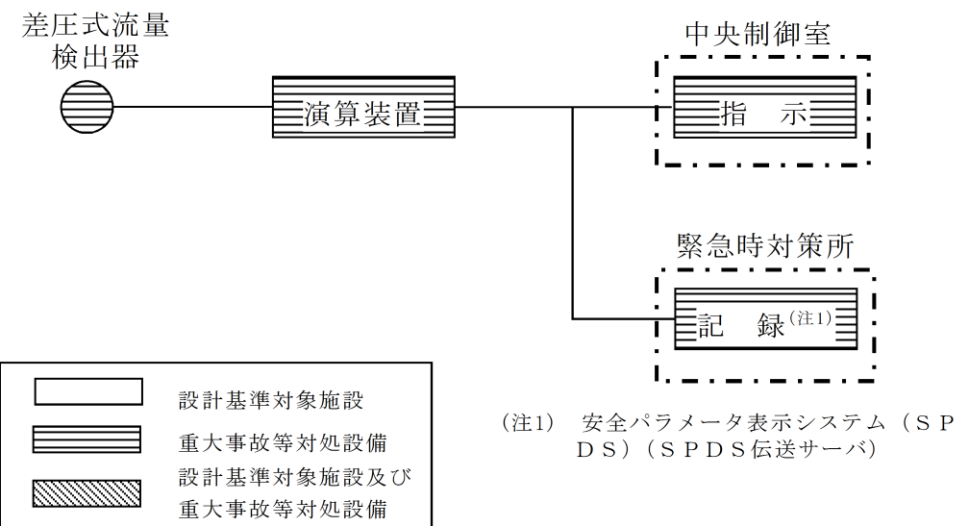 差圧式流量
検出器
演算装置
中央制御室
指 示
緊急時対策所
記 録(注1)
設計基準対象施設
重大事故等対処設備
設計基準対象施設及び
重大事故等対処設備
(注1) 安全パラメータ表示システム(SP
DS)(SPDS伝送サーバ)